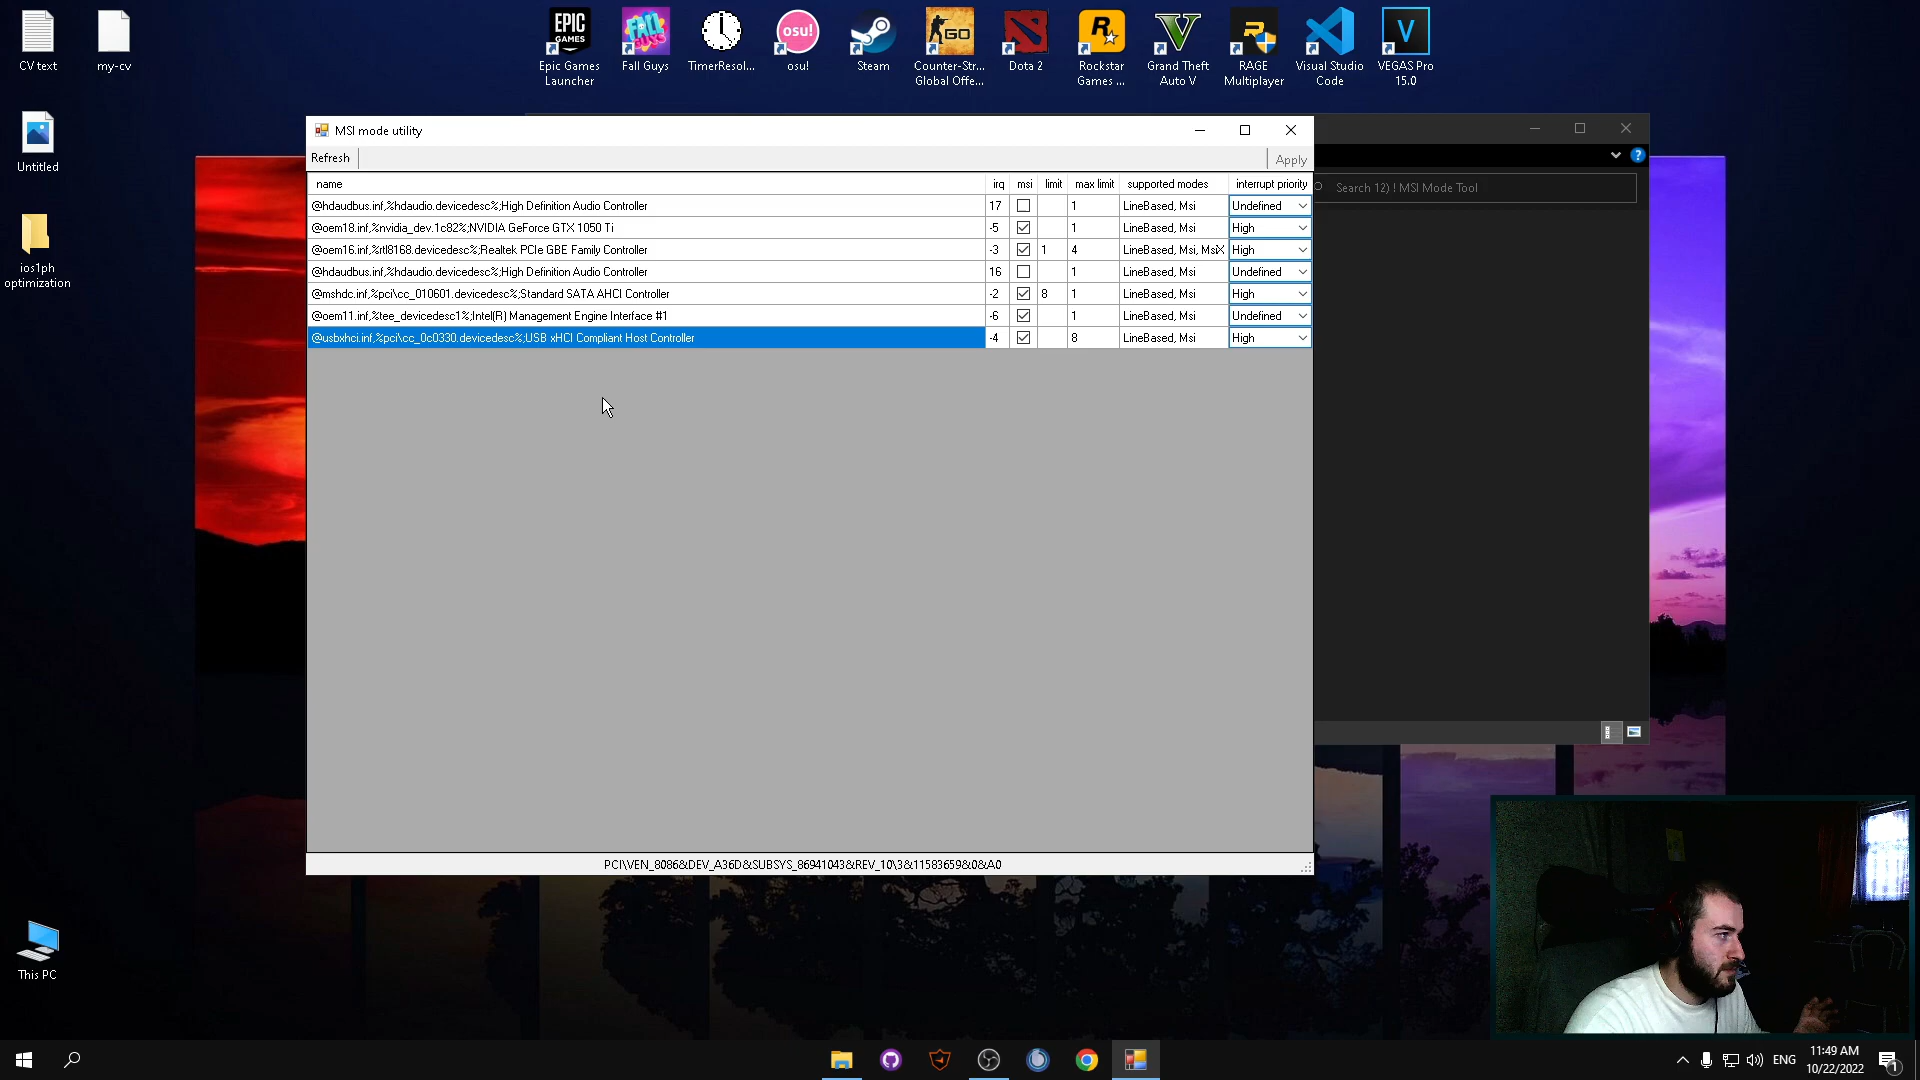 CV text
my-cv
Untitled
ios1ph
optimization
This PC
EPIC
GAMES
Epic Games
Launcher
FALL
GUYS
Fall Guys
TimerResol...
osu!
osu!
Steam
GO
Counter-Str...
Global Offe...
Dota 2
R
Rockstar
Games ...
V
Grand Theft
Auto V
R
RAGE
Multiplayer
Visual Studio
Code
V
VEGAS Pro
15.0
MSI mode utility
Refresh
Apply
?
Search 12) ! MSI Mode Tool
name irq msi limit max limit supported modes interrupt priority
@hdaudbus.inf,%hdaudio.devicedesc%;High Definition Audio Controller 17 1 LineBased, Msi Undefined
@oem18.inf,%nvidia_dev.1c82%;NVIDIA GeForce GTX 1050 Ti -5 1 LineBased, Msi High
@oem16.inf,%rtl8168.devicedesc%;Realtek PCIe GBE Family Controller -3 1 4 LineBased, Msi, MsiX High
@hdaudbus.inf,%hdaudio.devicedesc%;High Definition Audio Controller 16 1 LineBased, Msi Undefined
@mshdc.inf,%pci\cc_010601.devicedesc%;Standard SATA AHCI Controller -2 8 1 LineBased, Msi High
@oem11.inf,%tee_devicedesc1%;Intel(R) Management Engine Interface #1 -6 1 LineBased, Msi Undefined
@usbxhci.inf,%pci\cc_0c0330.devicedesc%;USB xHCI Compliant Host Controller -4 8 LineBased, Msi High
PCI\VEN_8086&DEV_A36D&SUBSYS_86941043&REV_10\3&11583659&0&A0
ENG
11:49 AM
10/22/2022
1